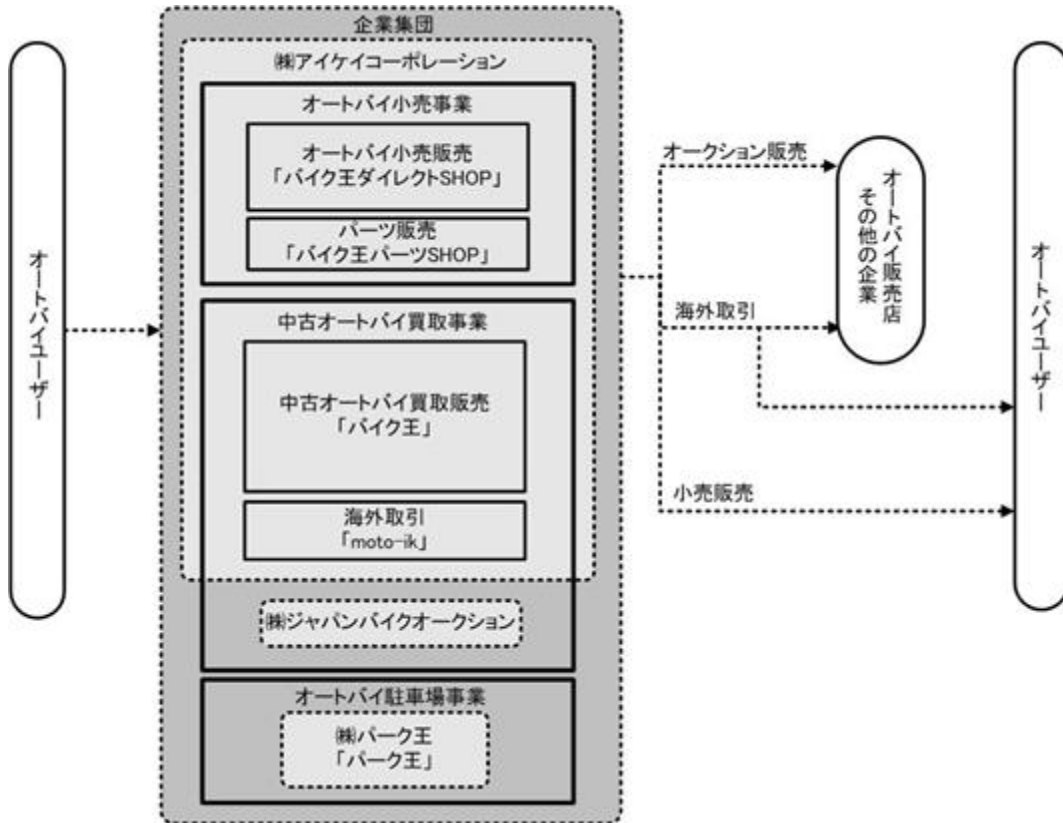 企業集団
㈱アイケイコーポレーション
オートバイ小売事業
オートバイ小売販売
「バイク王ダイレクトSHOP」
パーツ販売
「バイク王パーツSHOP」
中古オートバイ買取事業
中古オートバイ買取販売
「バイク王」
海外取引
「moto-ik」
㈱ジャパンバイクオークション
オートバイ駐車場事業
㈱パーク王
「パーク王」
オートバイユーザー
オークション販売
海外取引
小売販売
オートバイ販売店
その他の企業
オートバイユーザー